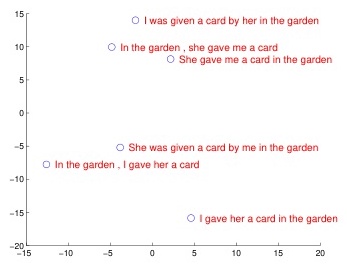 15
I was given a card by her in the garden
10
In the garden , she gave me a card
She gave me a card in the garden
5
0
−5
She was given a card by me in the garden
In the garden , I gave her a card
−10
−15
I gave her a card in the garden
−20
−15 −10 −5 0 5 10 15 20